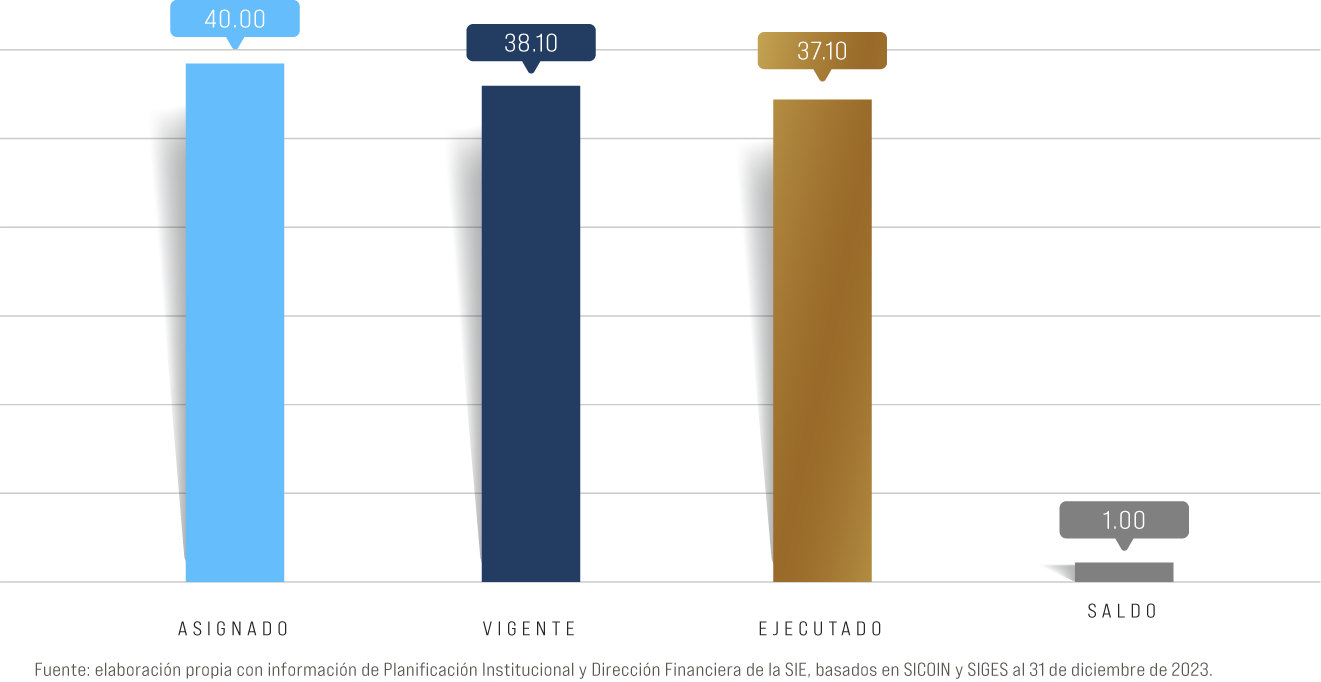 40.00
38.10
37.10
1.00
ASIGNADO
VIGENTE
EJECUTADO
SALDO
Fuente: elaboración propia con información de Planificación Institucional y Dirección Financiera de la SIE, basados en SICOIN y SIGES al 31 de diciembre de 2023.